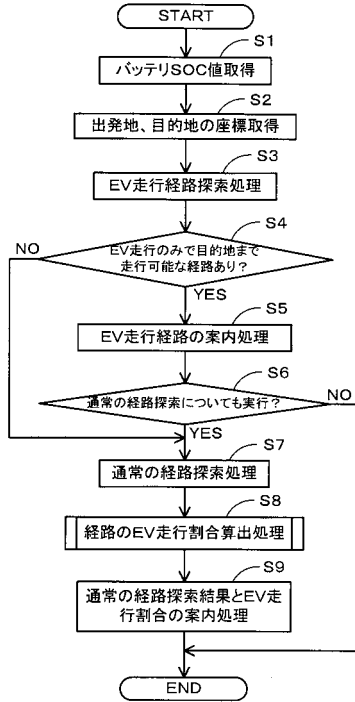 START
S1
バッテリSOC値取得
S2
出発地、目的地の座標取得
S3
EV走行経路探索処理
S4
NO
EV走行のみで目的地まで
走行可能な経路あり?
YES
S5
EV走行経路の案内処理
S6
NO
通常の経路探索についても実行?
YES
S7
通常の経路探索処理
S8
経路のEV走行割合算出処理
S9
通常の経路探索結果とEV走
行割合の案内処理
END